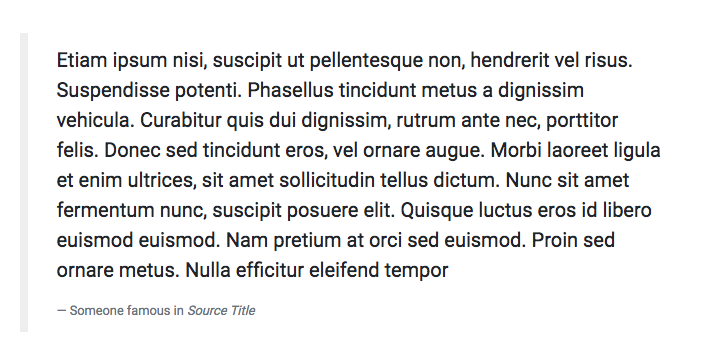 Etiam ipsum nisi, suscipit ut pellentesque non, hendrerit vel risus.
Suspendisse potenti. Phasellus tincidunt metus a dignissim
vehicula. Curabitur quis dui dignissim, rutrum ante nec, porttitor
felis. Donec sed tincidunt eros, vel ornare augue. Morbi laoreet ligula
et enim ultrices, sit amet sollicitudin tellus dictum. Nunc sit amet
fermentum nunc, suscipit posuere elit. Quisque luctus eros id libero
euismod euismod. Nam pretium at orci sed euismod. Proin sed
ornare metus. Nulla efficitur eleifend tempor
— Someone famous in Source Title